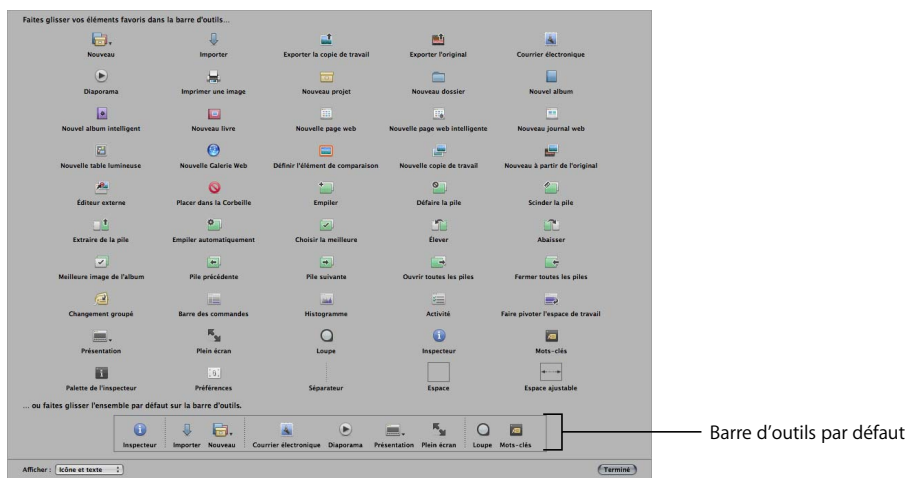 Faites glisser vos éléments favoris dans la barre d'outils...
Nouveau Importer Exporter la copie de travail Exporter l'original Courrier électronique
Diaporama Imprimer une image Nouveau projet Nouveau dossier Nouvel album
Nouvel album intelligent Nouveau livre Nouvelle page web Nouvelle page web intelligente Nouveau journal web
Nouvelle table lumineuse Nouvelle Galerie Web Définir l'élément de comparaison Nouvelle copie de travail Nouveau à partir de l'original
Éditeur externe Placer dans la Corbeille Empiler Défaire la pile Scinder la pile
Extraire de la pile Empiler automatiquement Choisir la meilleure Élever Abaisser
Meilleure image de l'album Pile précédente Pile suivante Ouvrir toutes les piles Fermer toutes les piles
Changement groupé Barre des commandes Histogramme Activité Faire pivoter l'espace de travail
Présentation Plein écran Loupe Inspecteur Mots-clés
Palette de l'inspecteur Préférences Séparateur Espace Espace ajustable
... ou faites glisser l'ensemble par défaut sur la barre d'outils.
Inspecteur Importer Nouveau Courrier électronique Diaporama Présentation Plein écran Loupe Mots-clés
Barre d'outils par défaut
Afficher : Icône et texte Terminé